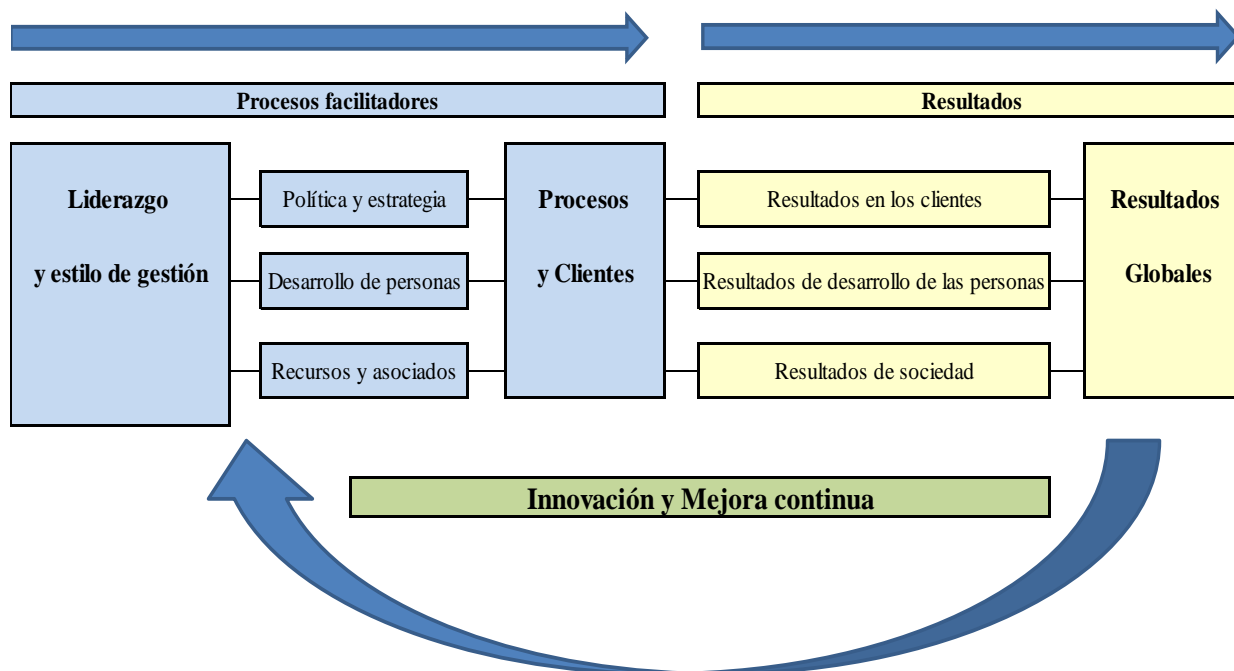 Procesos facilitadores
Resultados
Liderazgo
y estilo de gestión
Política y estrategia
Desarrollo de personas
Recursos y asociados
Procesos
y Clientes
Resultados en los clientes
Resultados de desarrollo de las personas
Resultados de sociedad
Resultados
Globales
Innovación y Mejora continua